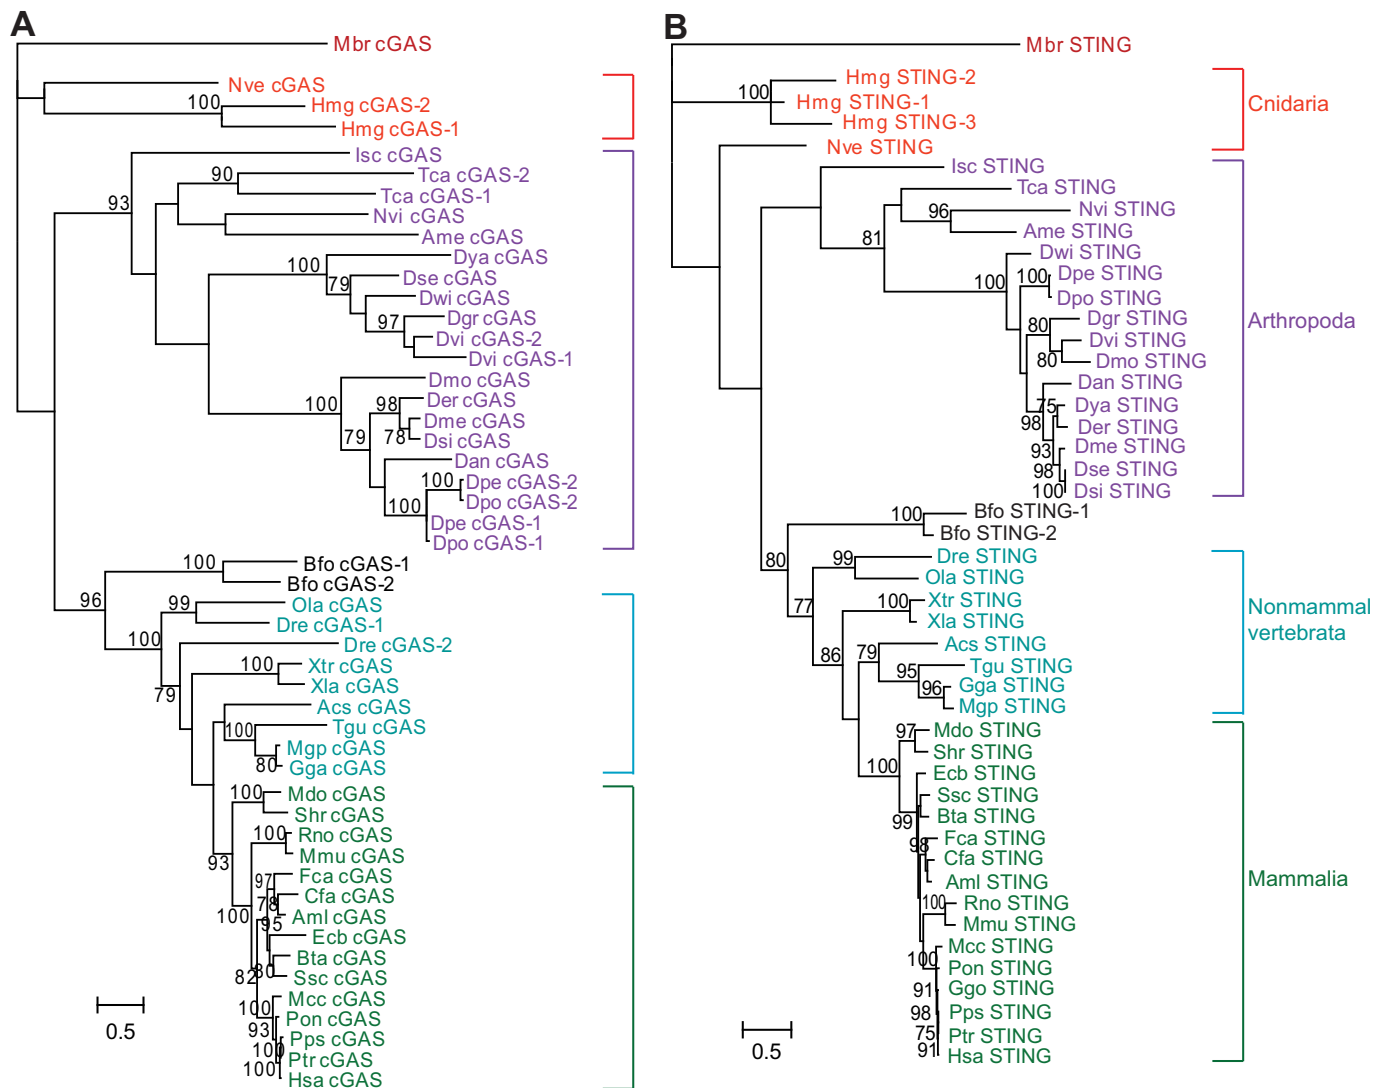 A
Mbr cGAS
Nve cGAS
100
Hmg cGAS-2
Hmg cGAS-1
Isc cGAS
90
Tca cGAS-2
Tca cGAS-1
93
Nvi cGAS
Ame cGAS
Dya cGAS
100
Dse cGAS
79
Dwi cGAS
Dgr cGAS
97
Dvi cGAS-2
Dvi cGAS-1
Dmo cGAS
100
98
Der cGAS
Dme cGAS
79
78
Dsi cGAS
Dan cGAS
100
Dpe cGAS-2
Dpo cGAS-2
100
Dpe cGAS-1
Dpo cGAS-1
100
Bfo cGAS-1
Bfo cGAS-2
96
99
Ola cGAS
Dre cGAS-1
100
Dre cGAS-2
79
100
Xtr cGAS
Xla cGAS
Acs cGAS
100
Tgu cGAS
Mgp cGAS
80
Gga cGAS
100
Mdo cGAS
Shr cGAS
100
Rno cGAS
93
Mmu cGAS
97
Fca cGAS
78
Cfa cGAS
100
Aml cGAS
95
Ecb cGAS
Bta cGAS
82
80
Ssc cGAS
Mcc cGAS
100
Pon cGAS
93
Pps cGAS
100
Ptr cGAS
100
Hsa cGAS
0.5
B
Mbr STING
100
Hmg STING-2
Hmg STING-1
Hmg STING-3
Cnidaria
Nve STING
Isc STING
Tca STING
96
Nvi STING
Ame STING
81
Dwi STING
100
100
Dpe STING
Dpo STING
80
Dgr STING
Dvi STING
80
Dmo STING
Arthropoda
Dan STING
75
Dya STING
98
Der STING
93
Dme STING
98
Dse STING
100
Dsi STING
100
Bfo STING-1
Bfo STING-2
80
99
Dre STING
Ola STING
77
100
Xtr STING
Xla STING
Nonmammal
vertebrata
86
79
Acs STING
95
Tgu STING
96
Gga STING
Mgp STING
97
Mdo STING
Shr STING
100
Ecb STING
Ssc STING
99
Bta STING
98
Fca STING
Cfa STING
Aml STING
Mammalia
100
Rno STING
Mmu STING
Mcc STING
100
Pon STING
91
Ggo STING
98
Pps STING
75
Ptr STING
91
Hsa STING
0.5